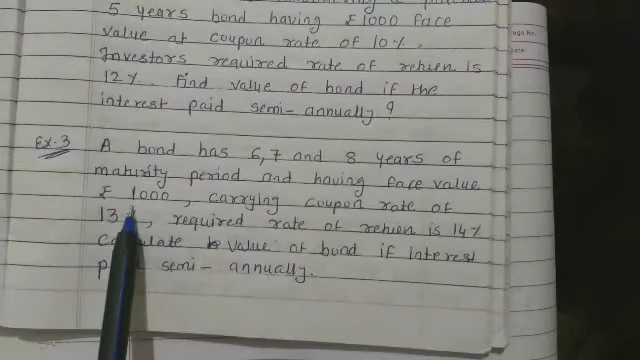 5 years bond having ₹1000 face
value at coupon rate of 10%.
Investors required rate of return is
12%. Find value of bond if the
interest paid semi-annually?
Ex.3 A bond has 6,7 and 8 years of
maturity period and having face value
₹ 1000, carrying coupon rate of
13 , required rate of return is 14%
value of bond if interest
semi-annually.